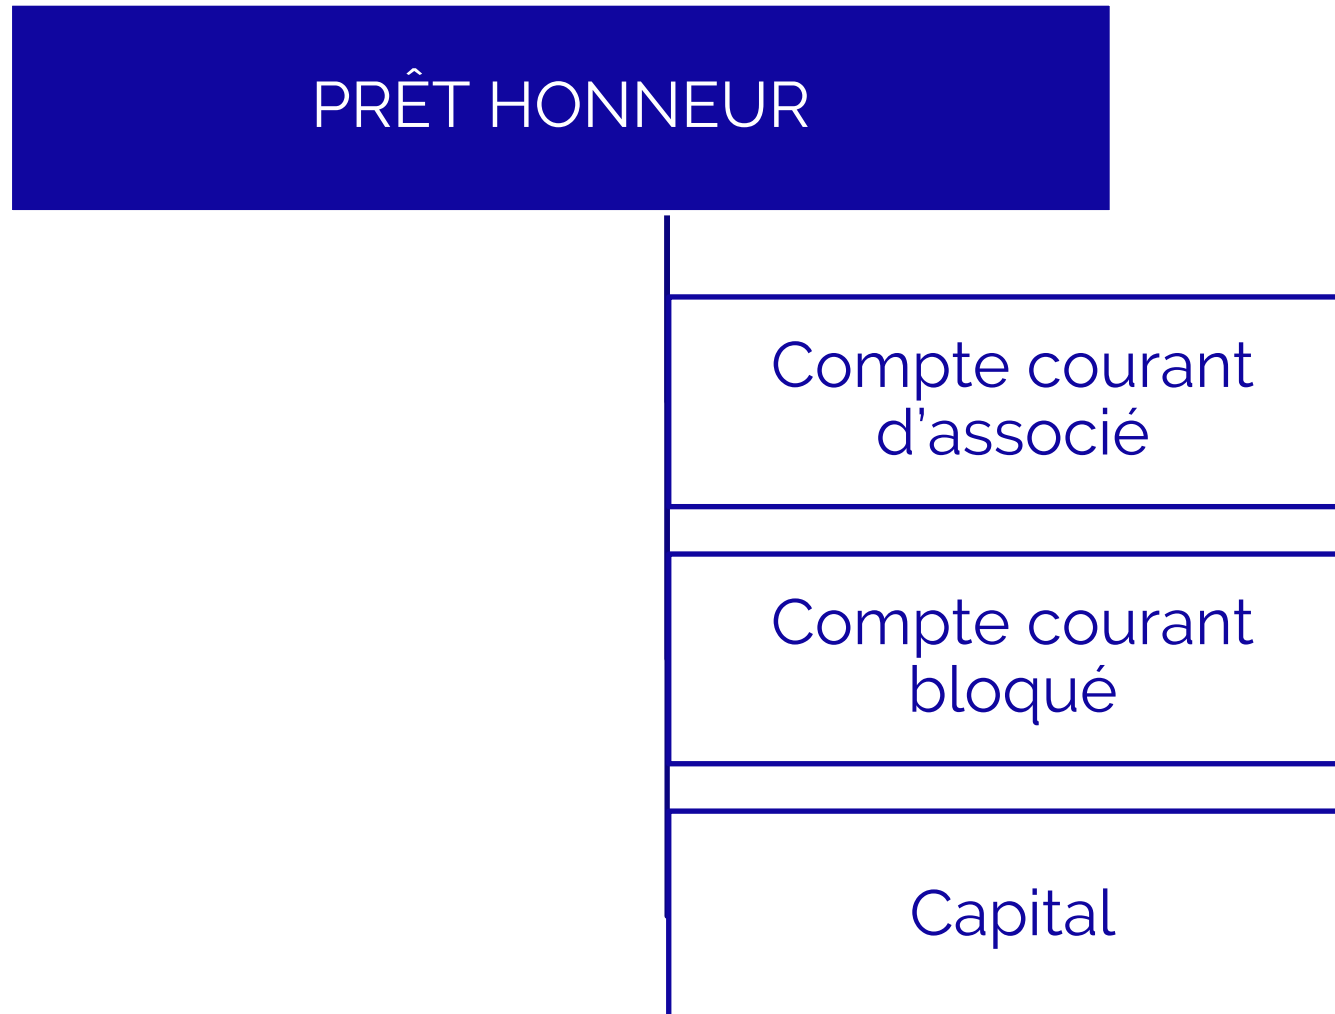 PRÊT HONNEUR
Compte courant
d’associé
Compte courant
bloqué
Capital